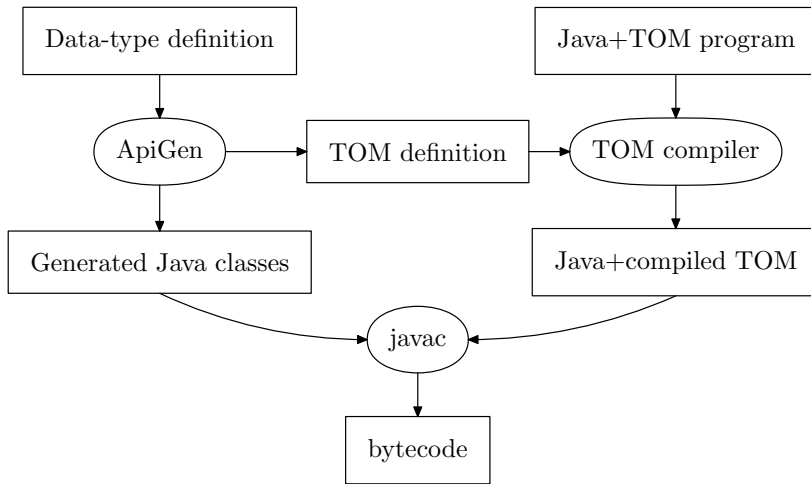 Data-type definition
Java+TOM program
ApiGen
TOM definition
TOM compiler
Generated Java classes
Java+compiled TOM
javac
bytecode